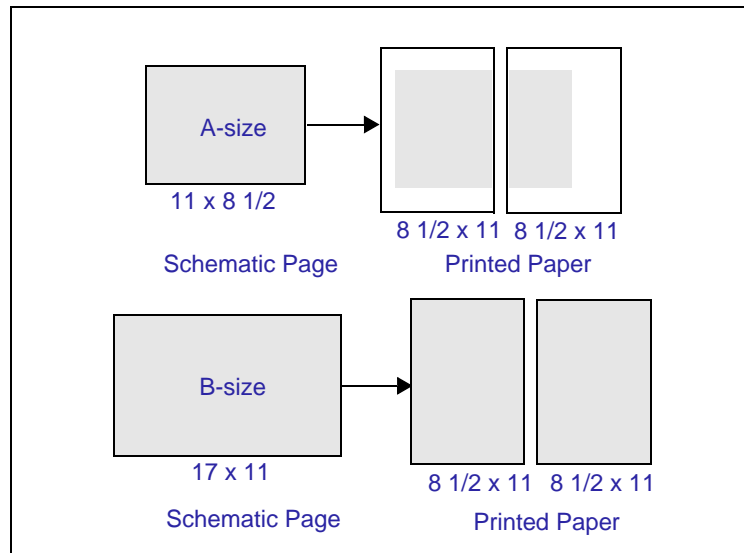 A-size
11 x 8 1/2
8 1/2 x 11 8 1/2 x 11
Schematic Page Printed Paper
B-size
17 x 11
8 1/2 x 11 8 1/2 x 11
Schematic Page Printed Paper